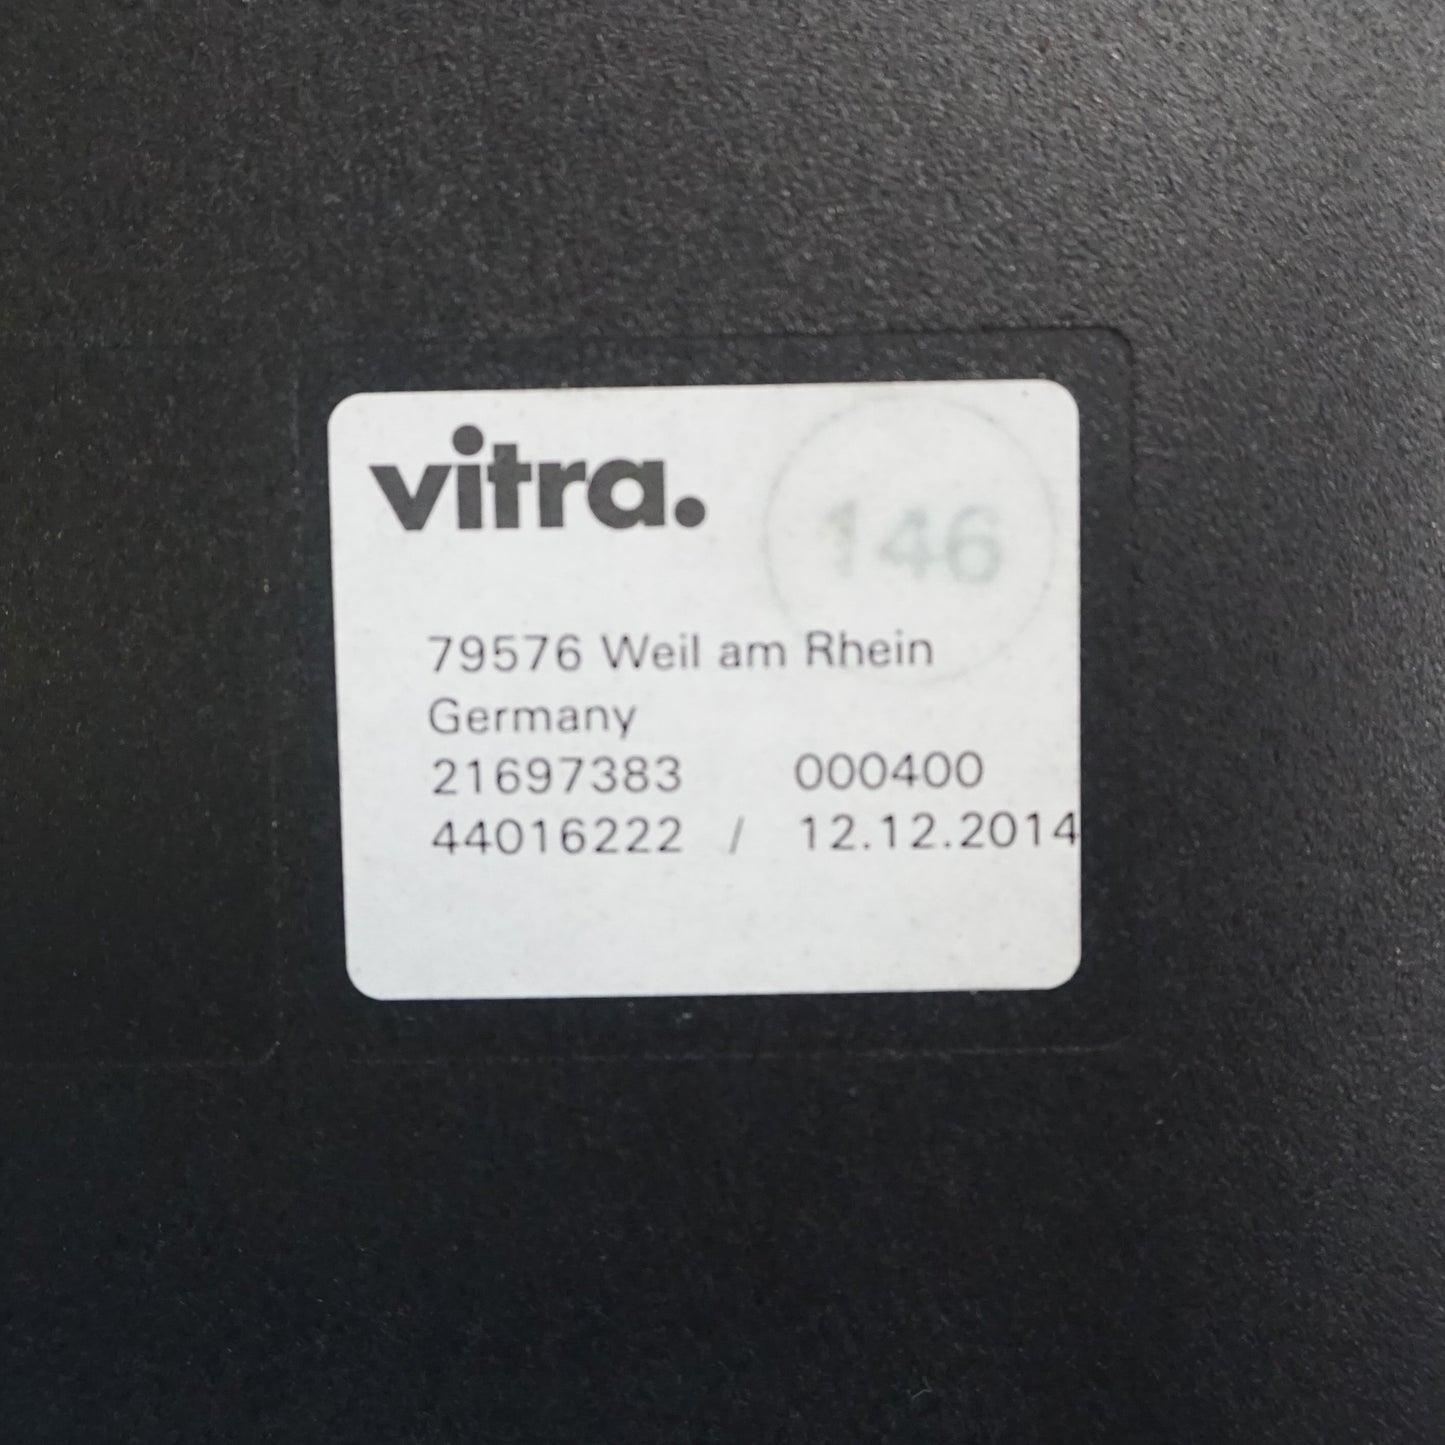 vitra.
146
79576 Weil am Rhein
Germany
21697383 000400
44016222 / 12.12.2014